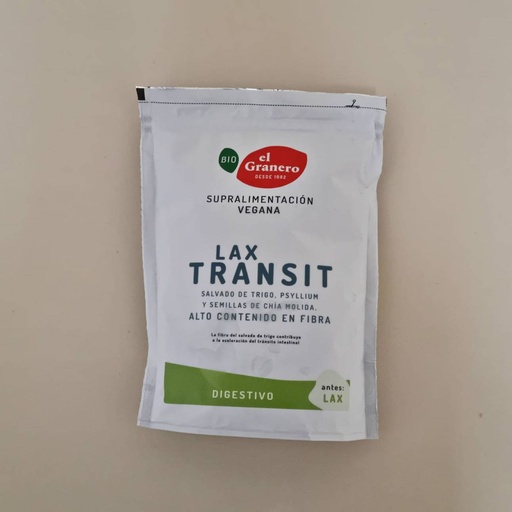 BIO
el
Granero
DESDE 1982
SUPRALIMENTACIÓN
VEGANA
LAX
TRANSIT
SALVADO DE TRIGO, PSYLLIUM
Y SEMILLAS DE CHÍA MOLIDA.
ALTO CONTENIDO EN FIBRA
La fibra del salvado de trigo contribuye
a la aceleración del tránsito intestinal
DIGESTIVO
antes:
LAX